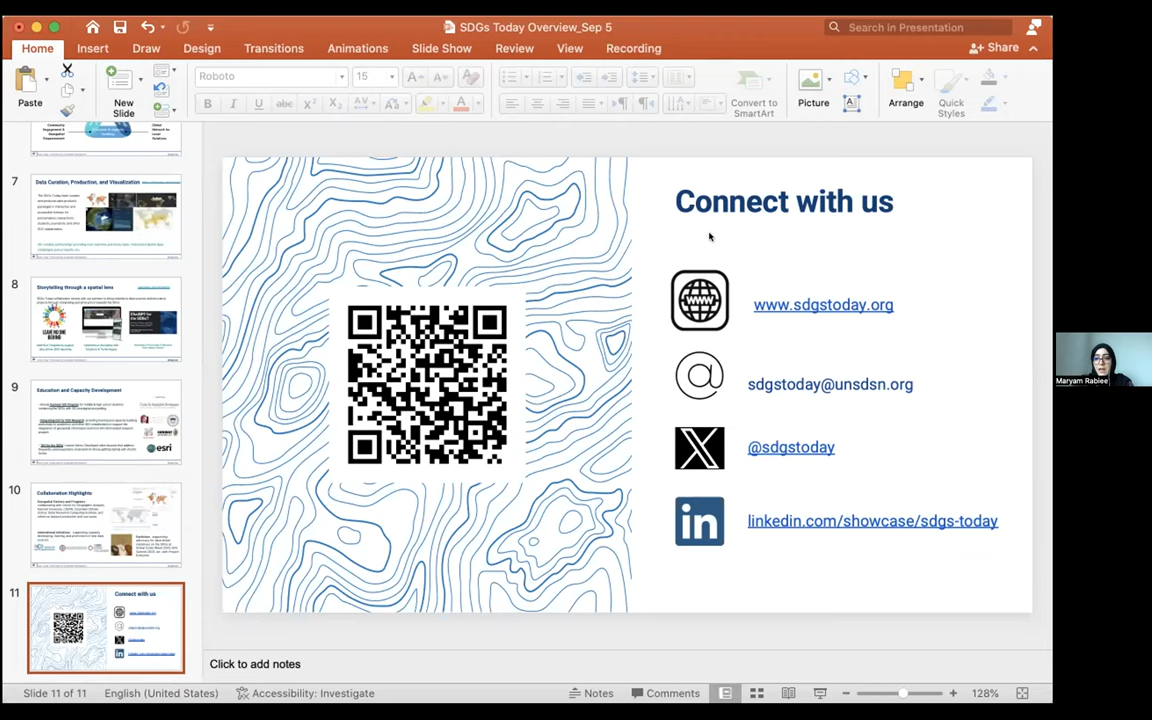 SDGs Today Overview_Sep 5
Search in Presentation
Home Insert Draw Design Transitions Animations Slide Show Review View Recording
Share
Paste
New Slide
Roboto
15
Convert to SmartArt
Picture
Arrange
Quick Styles
7
Data Curation, Production, and Visualization
8
Storytelling through a spatial lens
9
Education and Capacity Development
esri
10
Collaboration Highlights
11
Connect with us
Connect with us
WWW
www.sdgstoday.org
@
sdgstoday@unsdsn.org
X
@sdgstoday
in
linkedin.com/showcase/sdgs-today
Maryam Rabiee
Click to add notes
Slide 11 of 11
English (United States)
Accessibility: Investigate
Notes
Comments
128%